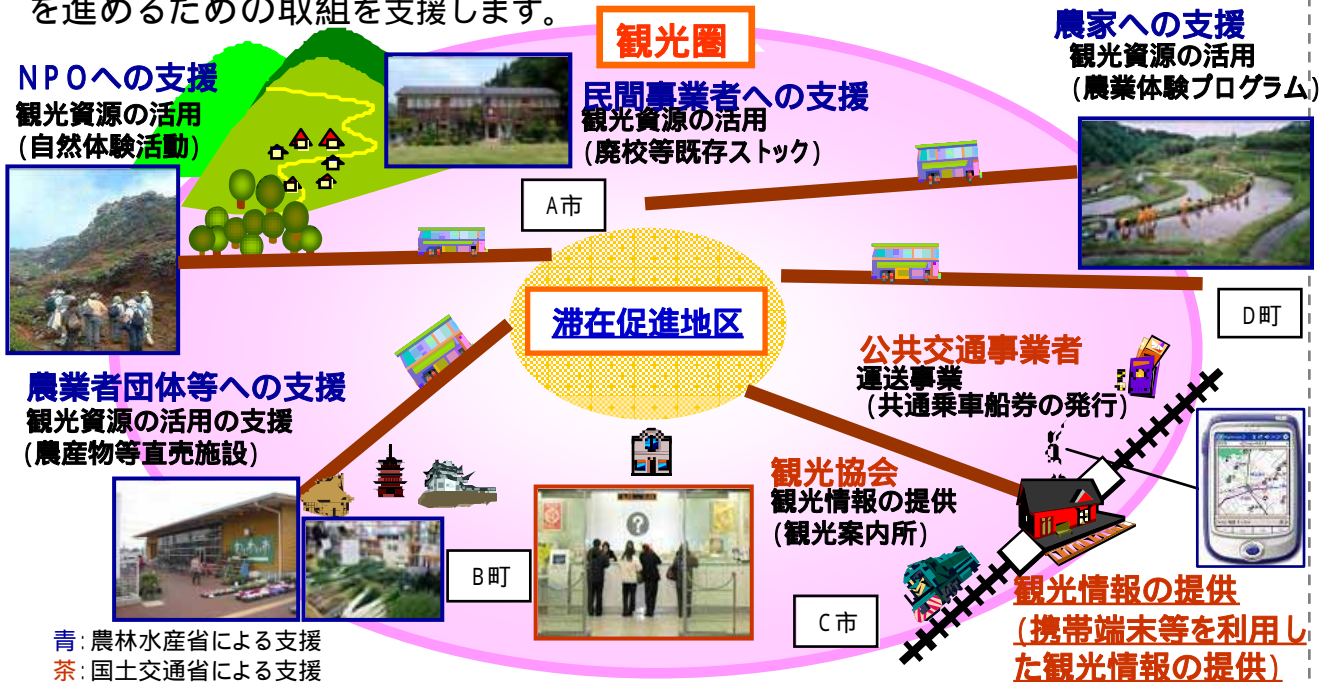 を進めるための取組を支援します。
観光圏
農家への支援
観光資源の活用
(農業体験プログラム)
NPOへの支援
観光資源の活用
(自然体験活動)
民間事業者への支援
観光資源の活用
(廃校等既存ストック)
A市
滞在促進地区
D町
公共交通事業者
運送事業
(共通乗車船券の発行)
農業者団体等への支援
観光資源の活用の支援
(農産物等直売施設)
観光協会
観光情報の提供
(観光案内所)
B町
C市
観光情報の提供
(携帯端末等を利用し
た観光情報の提供)
青:農林水産省による支援
茶:国土交通省による支援